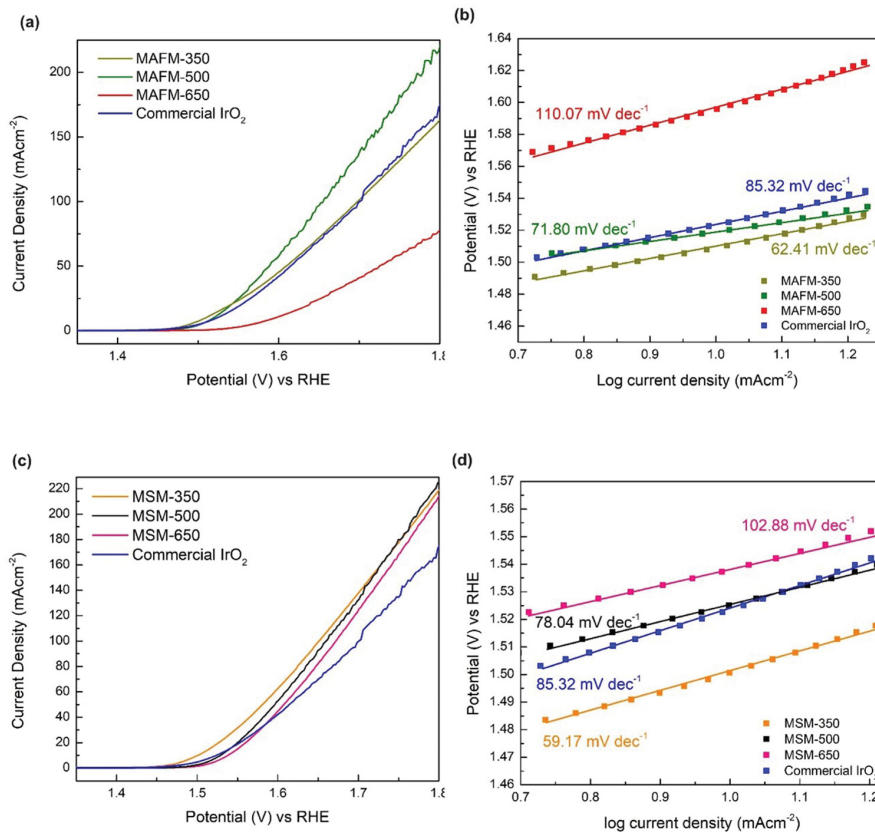 (a)
MAFM-350
MAFM-500
MAFM-650
Commercial IrO₂
200
150
100
50
0
1.4
1.5
1.6
1.7
1.8
Current Density (mAcm⁻²)
Potential (V) vs RHE
(b)
110.07 mV dec⁻¹
85.32 mV dec⁻¹
71.80 mV dec⁻¹
62.41 mV dec⁻¹
MAFM-350
MAFM-500
MAFM-650
Commercial IrO₂
1.62
1.60
1.58
1.56
1.54
1.52
1.50
1.48
1.46
0.7
0.8
0.9
1.0
1.1
1.2
Potential (V) vs RHE
Log current density (mAcm⁻²)
(c)
MSM-350
MSM-500
MSM-650
Commercial IrO₂
220
200
180
160
140
120
100
80
60
40
20
0
1.4
1.5
1.6
1.7
1.8
Current Density (mAcm⁻²)
Potential (V) vs RHE
(d)
102.88 mV dec⁻¹
78.04 mV dec⁻¹
85.32 mV dec⁻¹
59.17 mV dec⁻¹
MSM-350
MSM-500
MSM-650
Commercial IrO₂
1.57
1.55
1.54
1.52
1.51
1.50
1.49
1.48
1.46
0.7
0.8
0.9
1.0
1.1
1.2
Potential (V) vs RHE
log current density (mAcm⁻²)